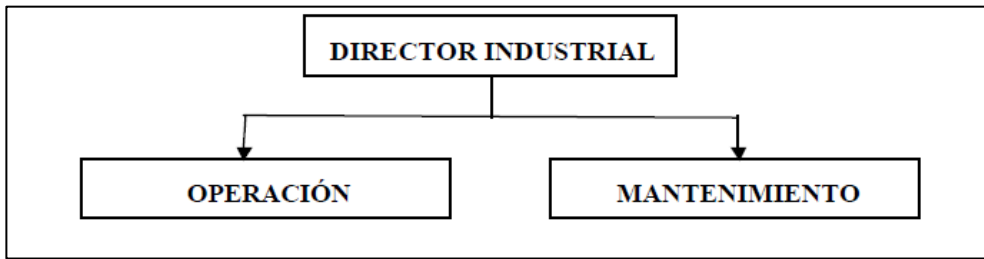 DIRECTOR INDUSTRIAL
OPERACIÓN
MANTENIMIENTO